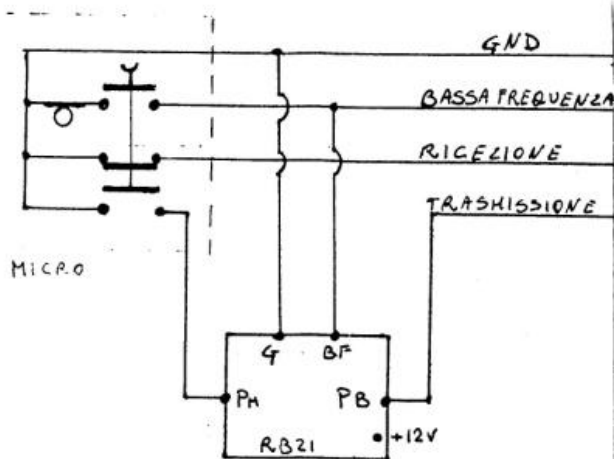 GND
BASSA FREQUENZA
RICEZIONE
TRASMISSIONE
MICRO
G BF
PM PB
+12V
RB21